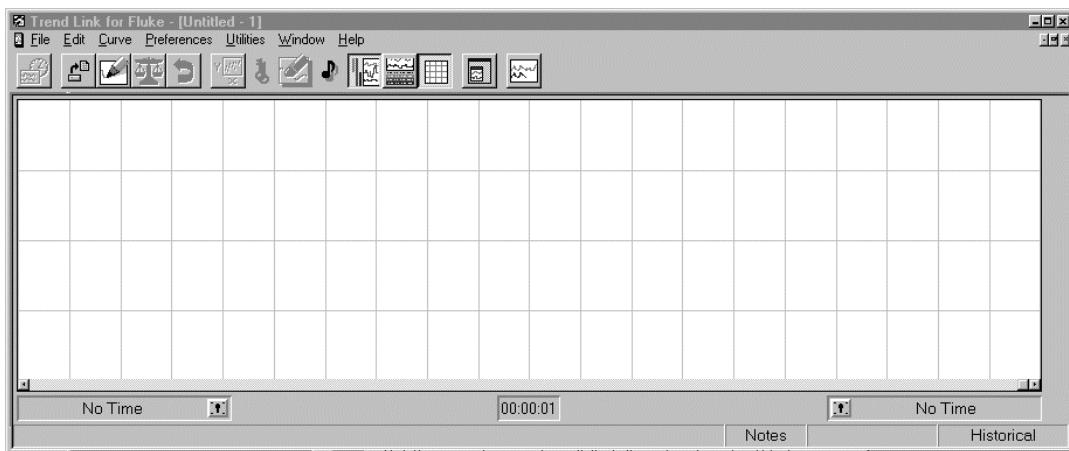 Trend Link for Fluke - [Untitled - 1]
File Edit Curve Preferences Utilities Window Help
No Time 00:00:01 No Time
Notes Historical